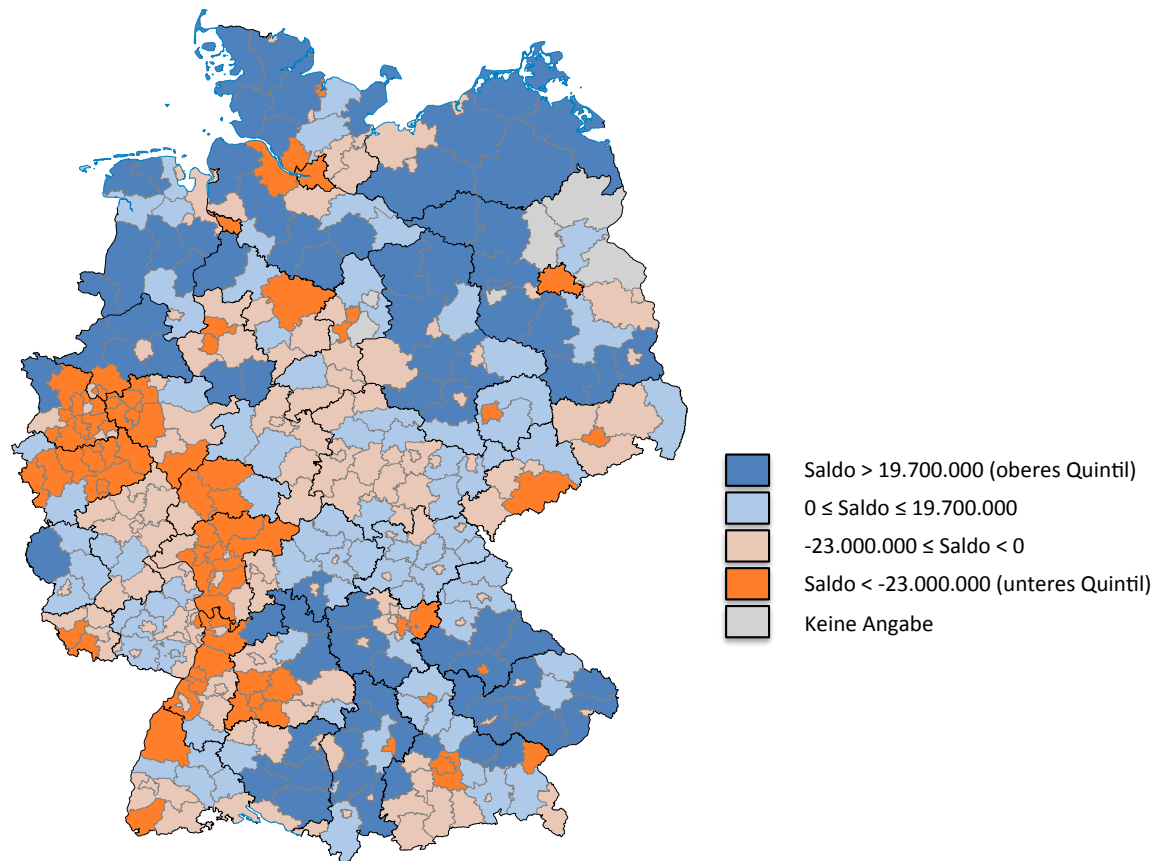 Saldo > 19.700.000 (oberes Quintil)
0 ≤ Saldo ≤ 19.700.000
-23.000.000 ≤ Saldo < 0
Saldo < -23.000.000 (unteres Quintil)
Keine Angabe